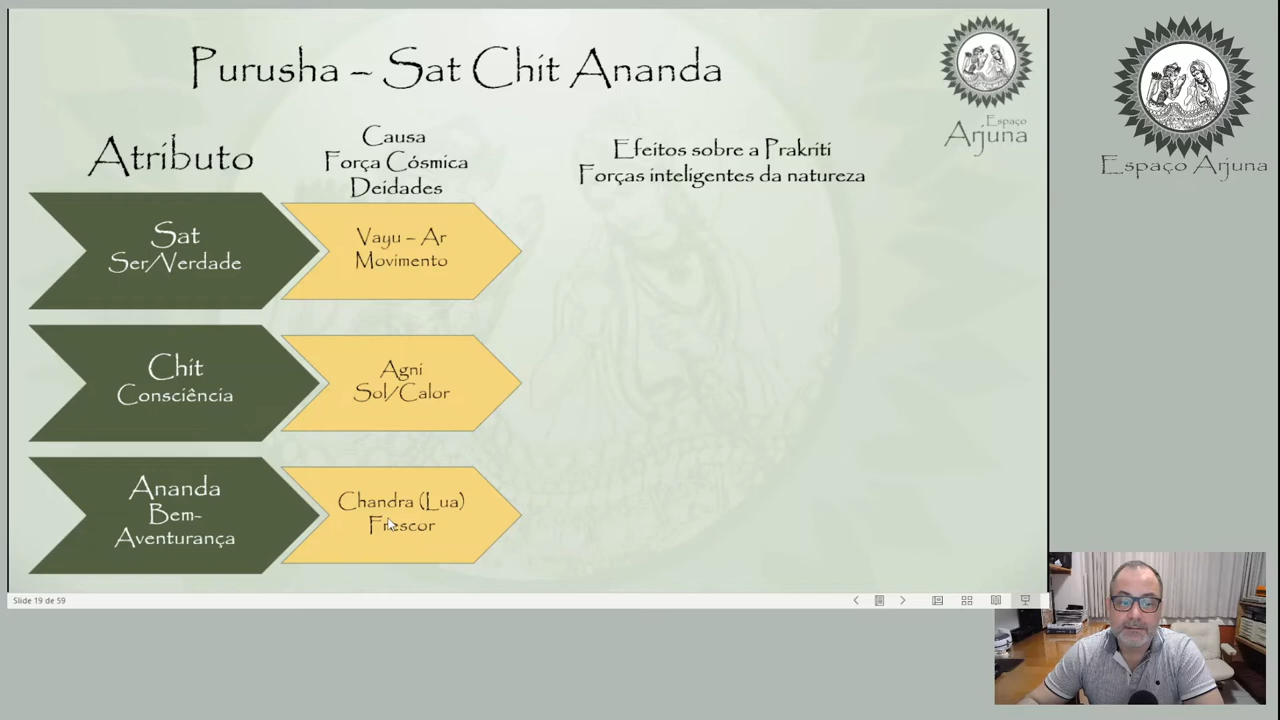 Purusha – Sat Chit Ananda
Espaço
Arjuna
Espaço Arjuna
Atributo
Causa
Força Cósmica
Deidades
Efeitos sobre a Prakriti
Forças inteligentes da natureza
Sat
Ser/Verdade
Vayu – Ar
Movimento
Chit
Consciência
Agni
Sol/Calor
Ananda
Bem-
Aventurança
Chandra (Lua)
Frescor
Slide 19 de 59